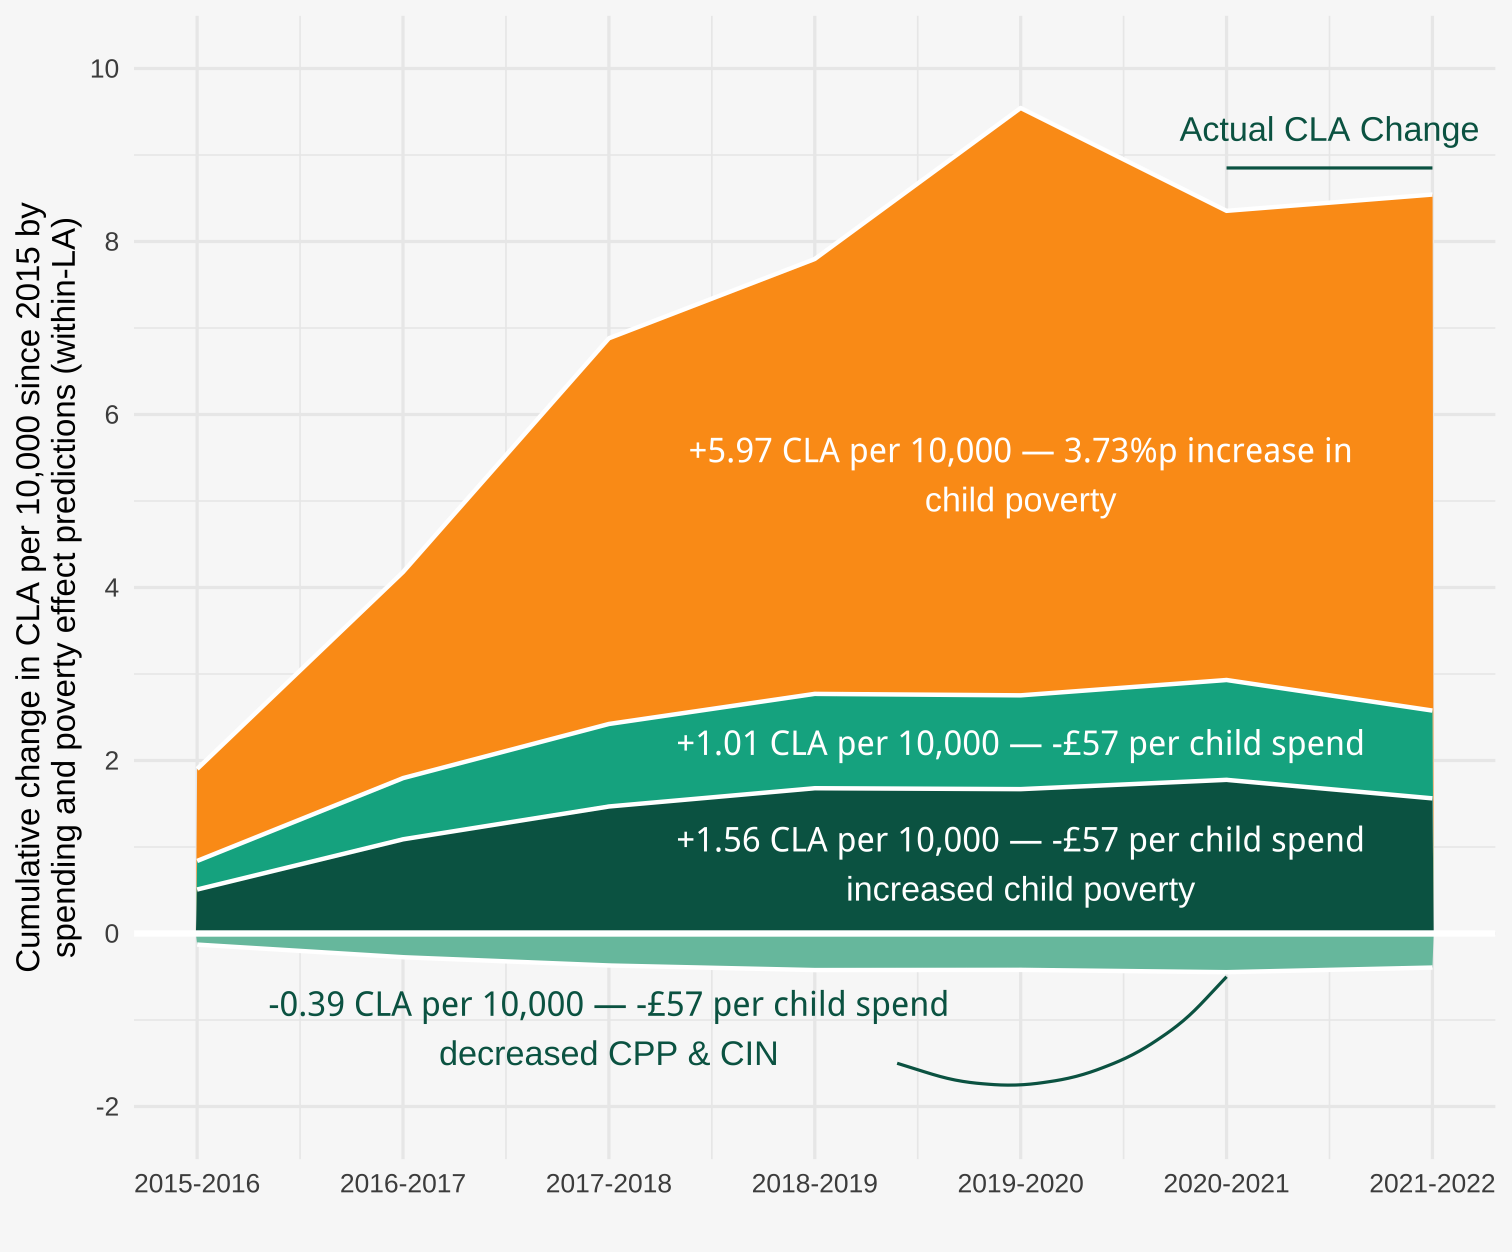 Cumulative change in CLA per 10,000 since 2015 by
spending and poverty effect predictions (within-LA)
10
8
6
4
2
0
-2
Actual CLA Change
+5.97 CLA per 10,000 — 3.73%p increase in
child poverty
+1.01 CLA per 10,000 — -£57 per child spend
+1.56 CLA per 10,000 — -£57 per child spend
increased child poverty
-0.39 CLA per 10,000 — -£57 per child spend
decreased CPP & CIN
2015-2016
2016-2017
2017-2018
2018-2019
2019-2020
2020-2021
2021-2022